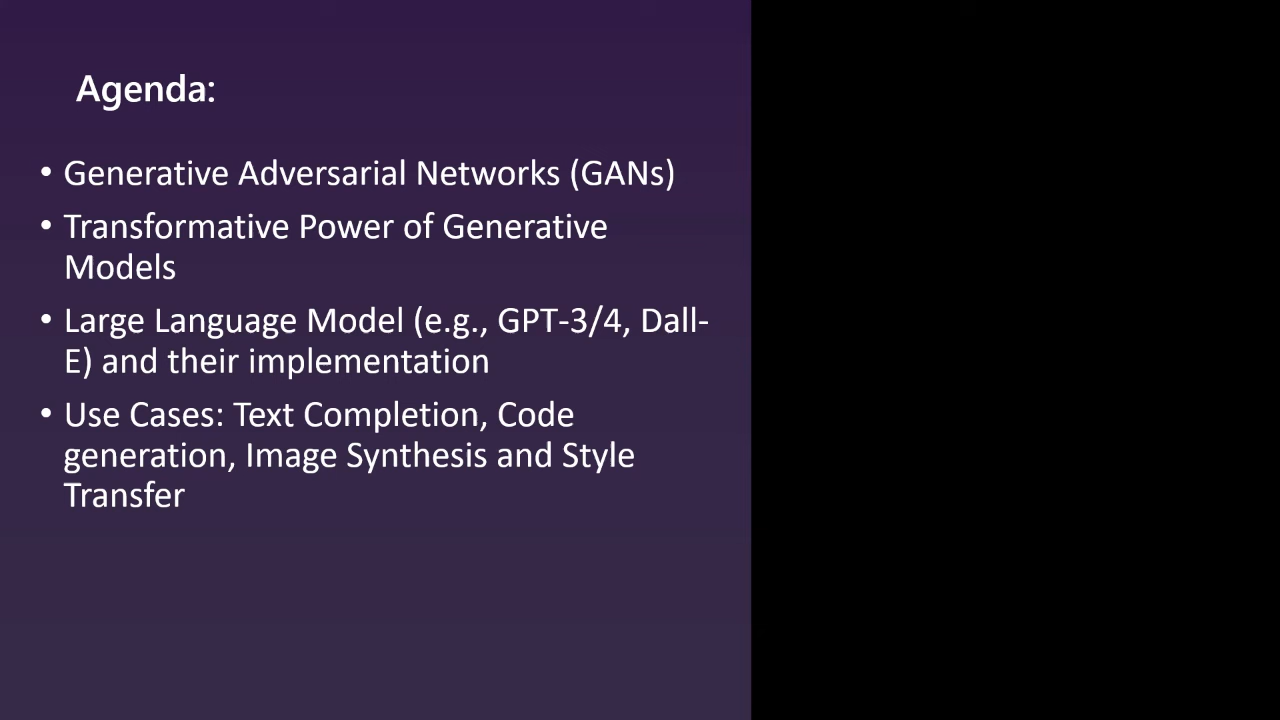 Agenda:
• Generative Adversarial Networks (GANs)
• Transformative Power of Generative
Models
• Large Language Model (e.g., GPT-3/4, Dall-
E) and their implementation
• Use Cases: Text Completion, Code
generation, Image Synthesis and Style
Transfer